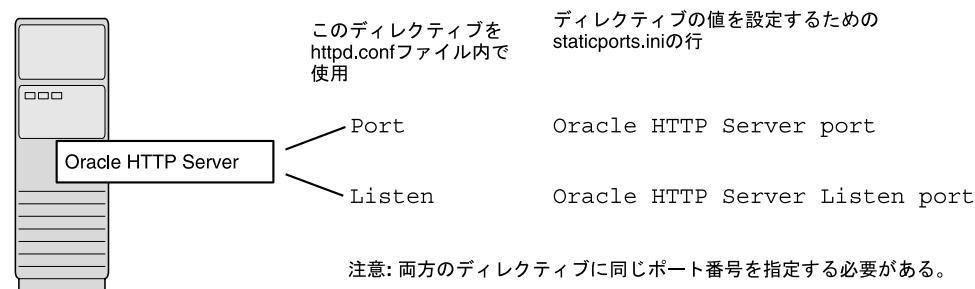 このディレクティブを
httpd.confファイル内で
使用
ディレクティブの値を設定するための
staticports.iniの行
Oracle HTTP Server
Port
Oracle HTTP Server port
Listen
Oracle HTTP Server Listen port
注意: 両方のディレクティブに同じポート番号を指定する必要がある。